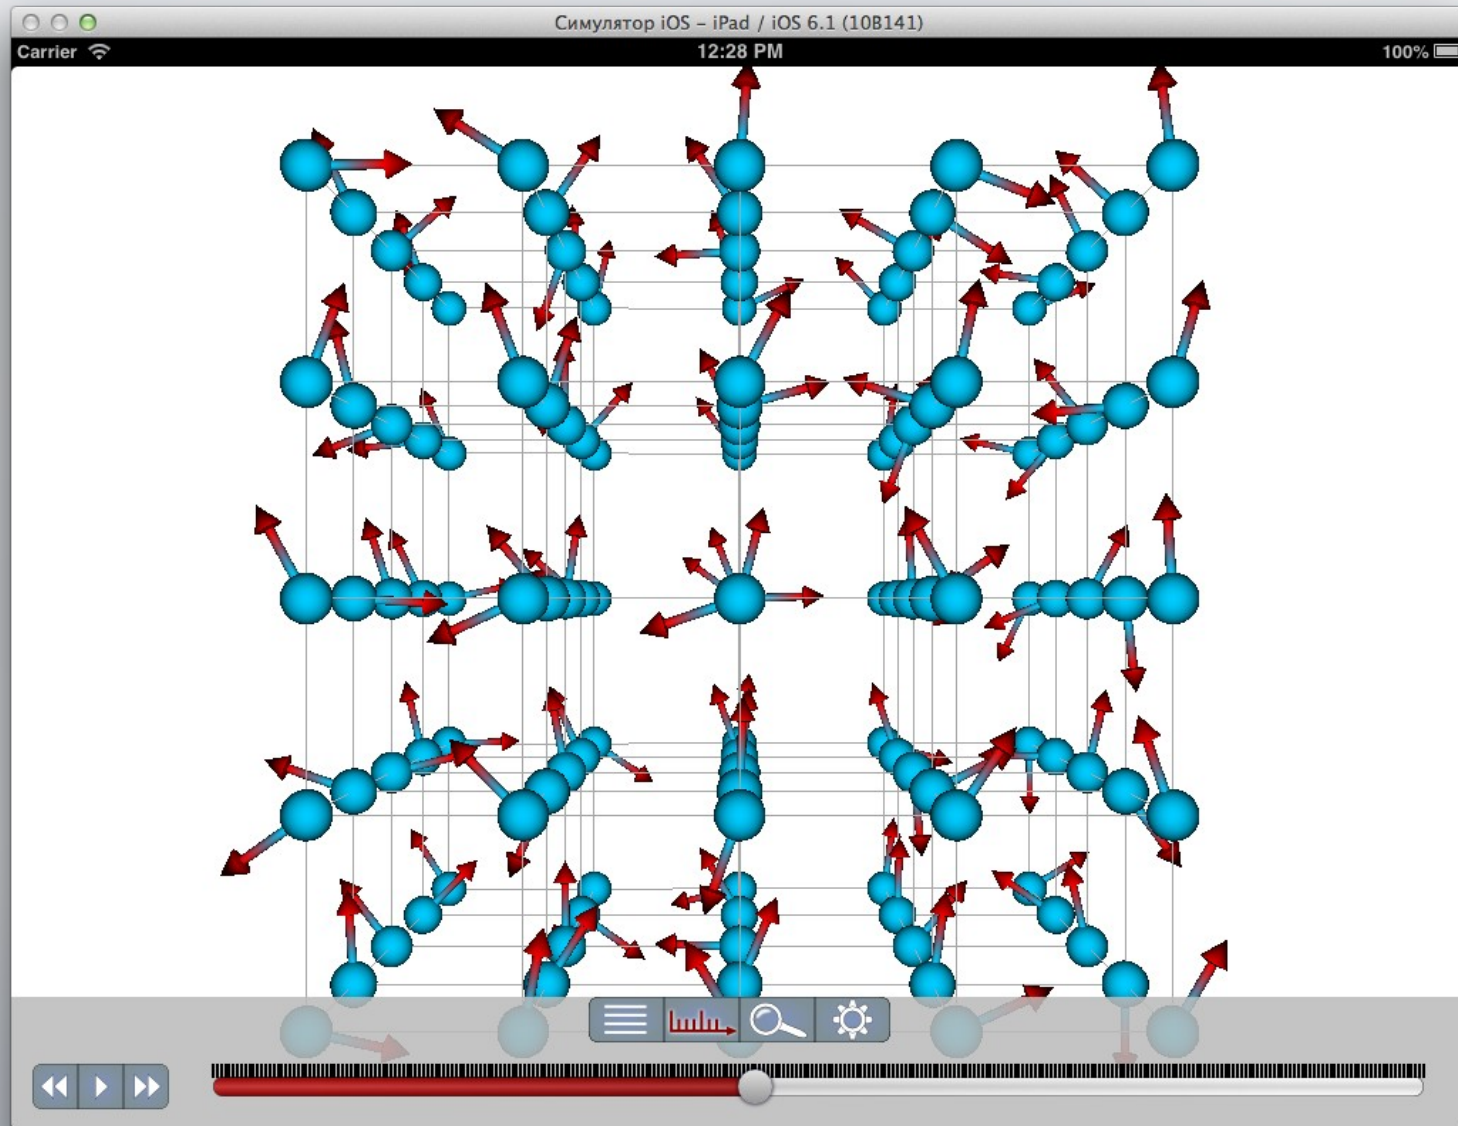 Симулятор iOS – iPad / iOS 6.1 (10B141)
Carrier 12:28 PM 100%